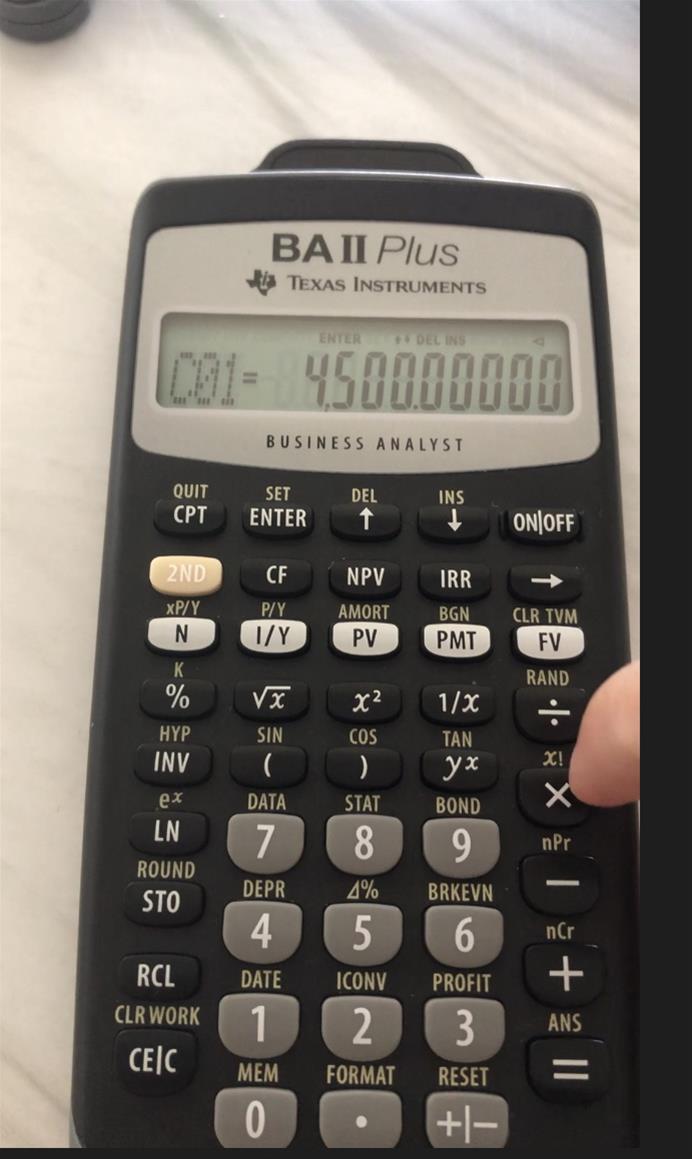 BA II Plus
TEXAS INSTRUMENTS
ENTER DEL INS
C01= 4,500.00000
BUSINESS ANALYST
QUIT SET DEL INS
CPT ENTER ↑ ↓ ON|OFF
2ND CF NPV IRR →
xP/Y P/Y AMORT BGN CLR TVM
N I/Y PV PMT FV
K RAND
% √x x² 1/x ÷
HYP SIN COS TAN x!
INV ( ) yx ×
ex DATA STAT BOND
LN 7 8 9
nPr
ROUND DEPR Δ% BRKEVN
STO 4 5 6 −
nCr
DATE ICONV PROFIT
RCL 1 2 3 +
CLR WORK ANS
CE|C =
MEM FORMAT RESET
0 . +|−